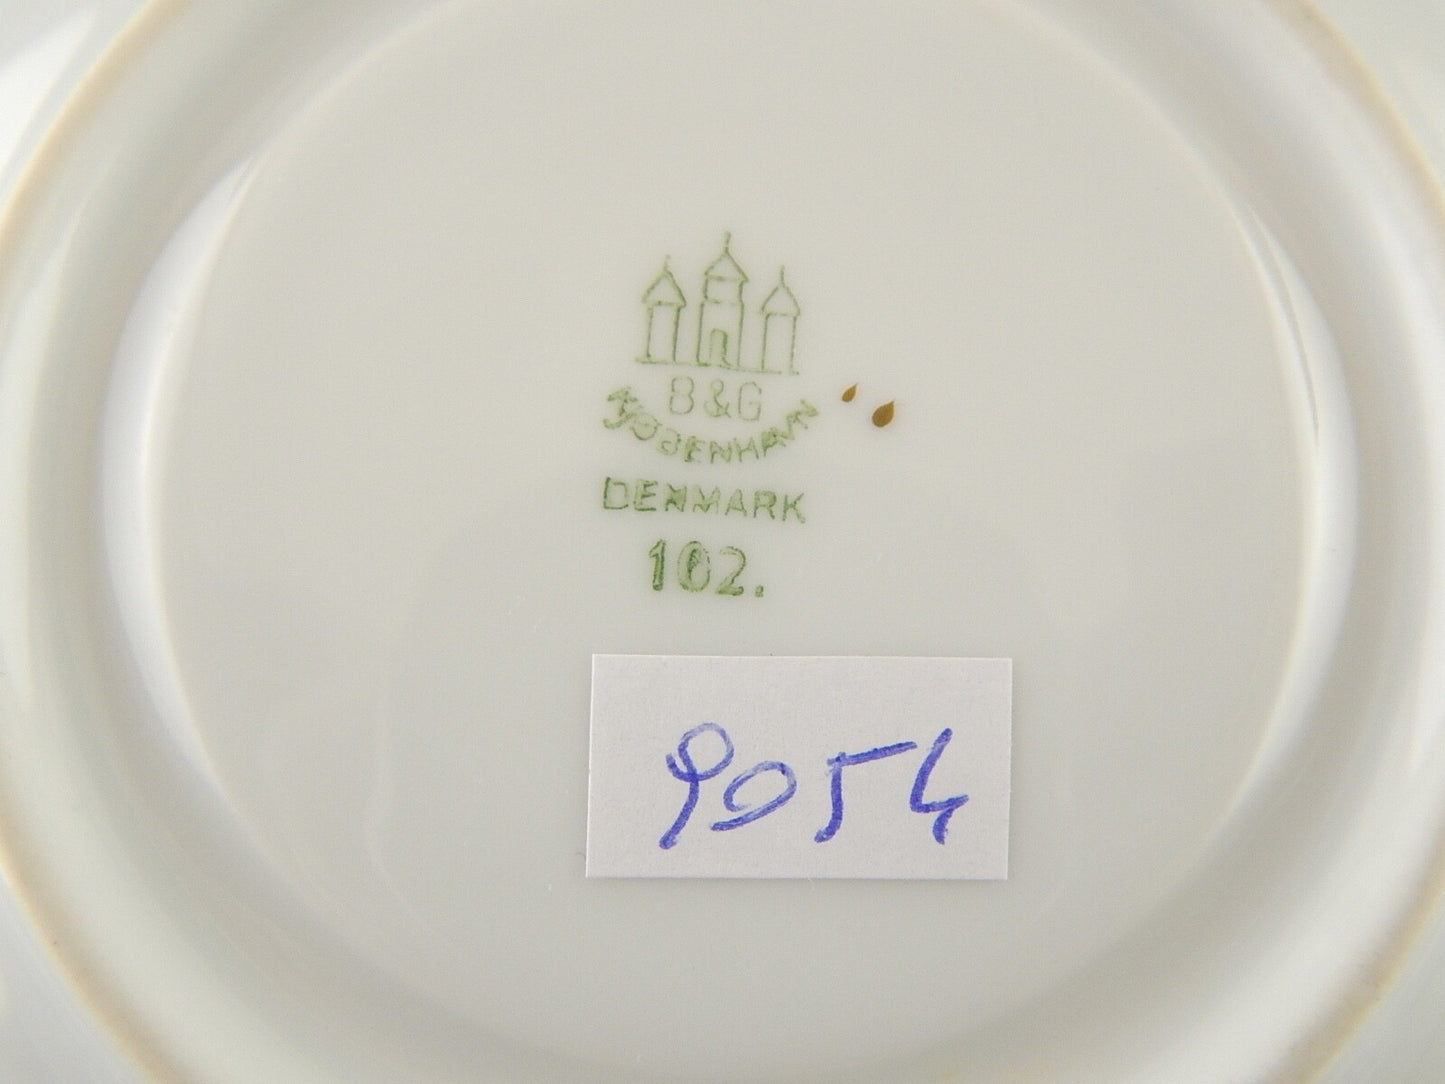 B&G
KJØBENHAVN
DENMARK
102.
9054